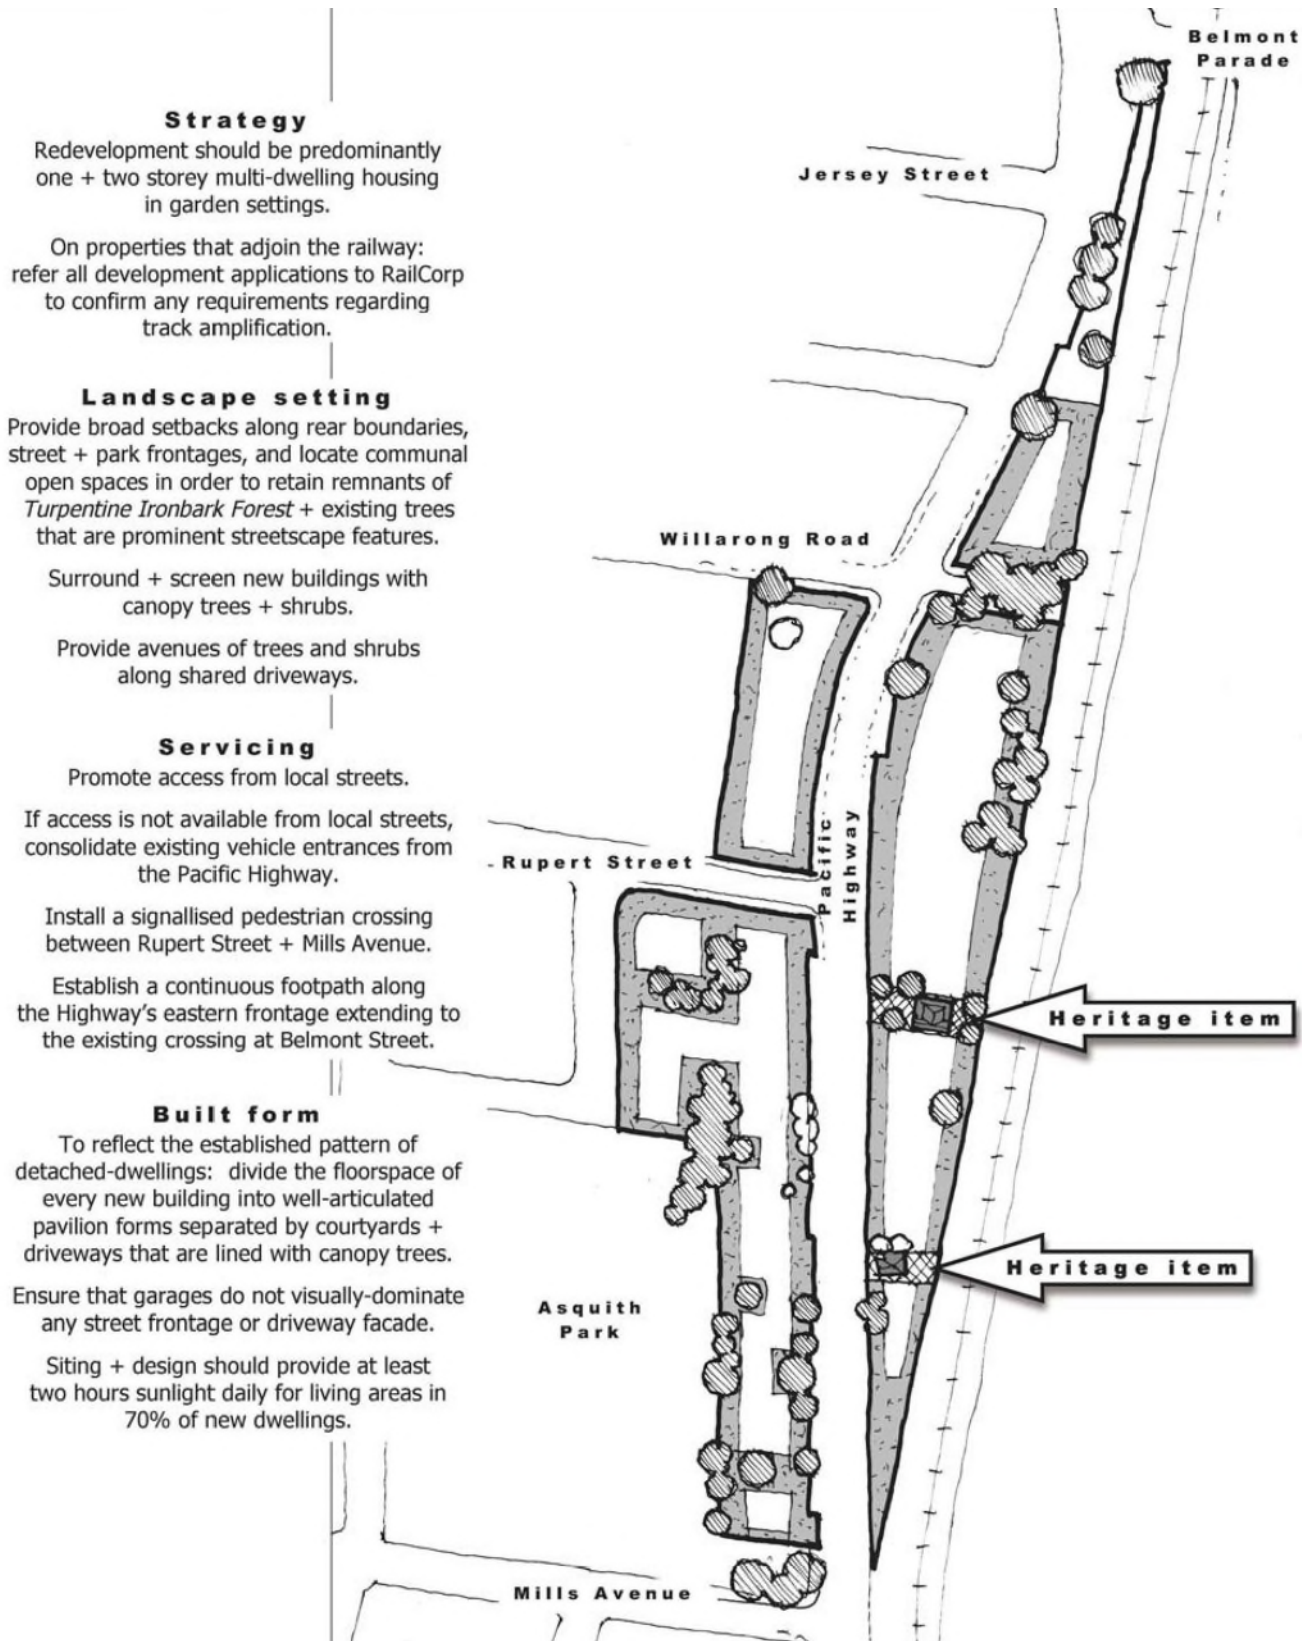 Strategy
Redevelopment should be predominantly
one + two storey multi-dwelling housing
in garden settings.
On properties that adjoin the railway:
refer all development applications to RailCorp
to confirm any requirements regarding
track amplification.
Landscape setting
Provide broad setbacks along rear boundaries,
street + park frontages, and locate communal
open spaces in order to retain remnants of
Turpentine Ironbark Forest + existing trees
that are prominent streetscape features.
Surround + screen new buildings with
canopy trees + shrubs.
Provide avenues of trees and shrubs
along shared driveways.
Servicing
Promote access from local streets.
If access is not available from local streets,
consolidate existing vehicle entrances from
the Pacific Highway.
Install a signallised pedestrian crossing
between Rupert Street + Mills Avenue.
Establish a continuous footpath along
the Highway's eastern frontage extending to
the existing crossing at Belmont Street.
Built form
To reflect the established pattern of
detached-dwellings: divide the floorspace of
every new building into well-articulated
pavilion forms separated by courtyards +
driveways that are lined with canopy trees.
Ensure that garages do not visually-dominate
any street frontage or driveway facade.
Siting + design should provide at least
two hours sunlight daily for living areas in
70% of new dwellings.
Belmont
Parade
Jersey Street
Willarong Road
Pacific
Highway
Rupert Street
Heritage item
Heritage item
Asquith
Park
Mills Avenue